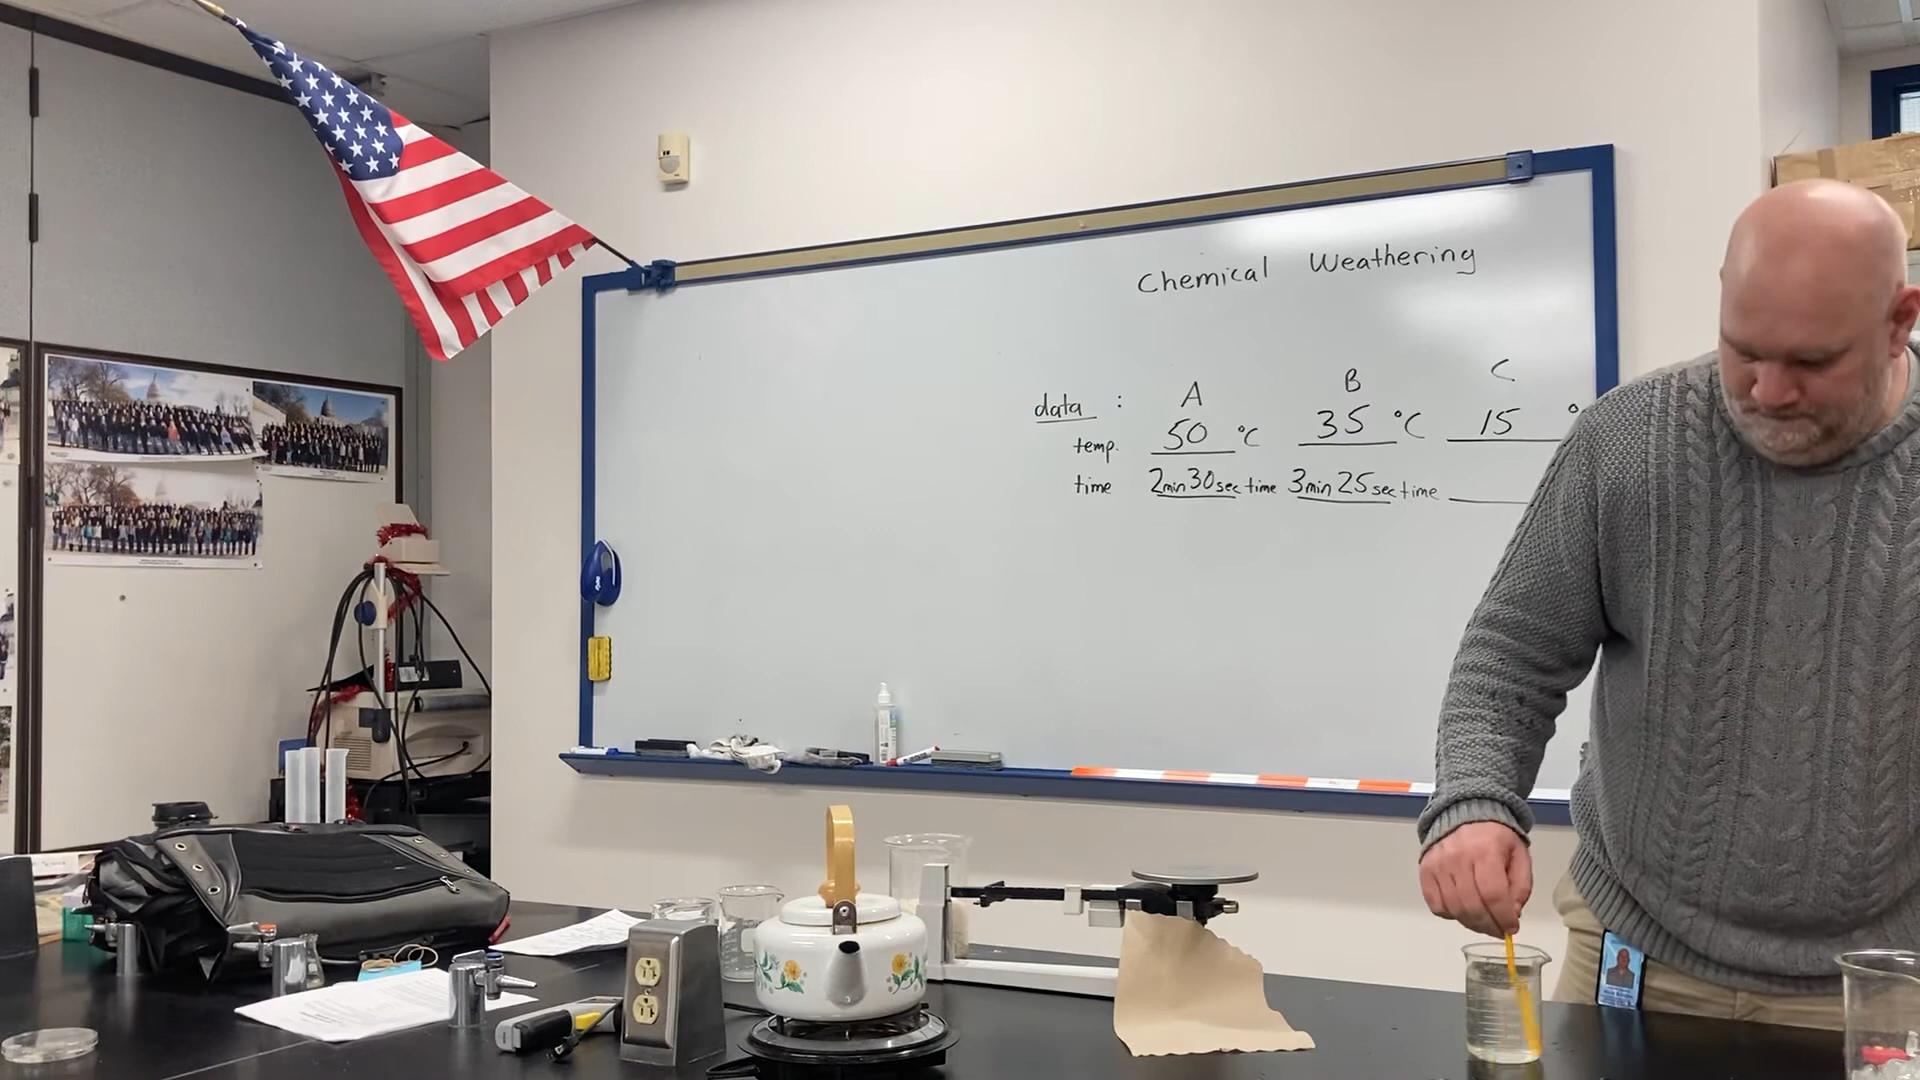 Chemical Weathering
data : A B C
temp. 50 °C 35 °C 15 °
time 2min 30sec time 3min 25sec time